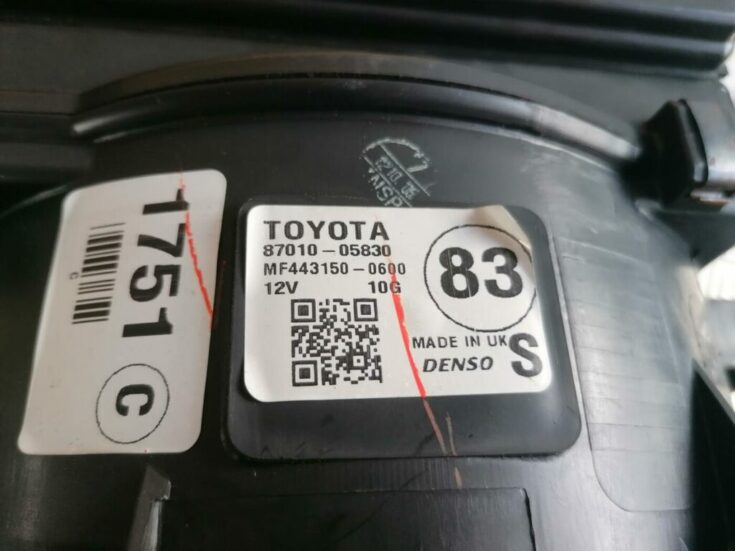 1751
C
C
TOYOTA
87010-05830
MF443150-0600
12V 10G
83
MADE IN UK
DENSO S